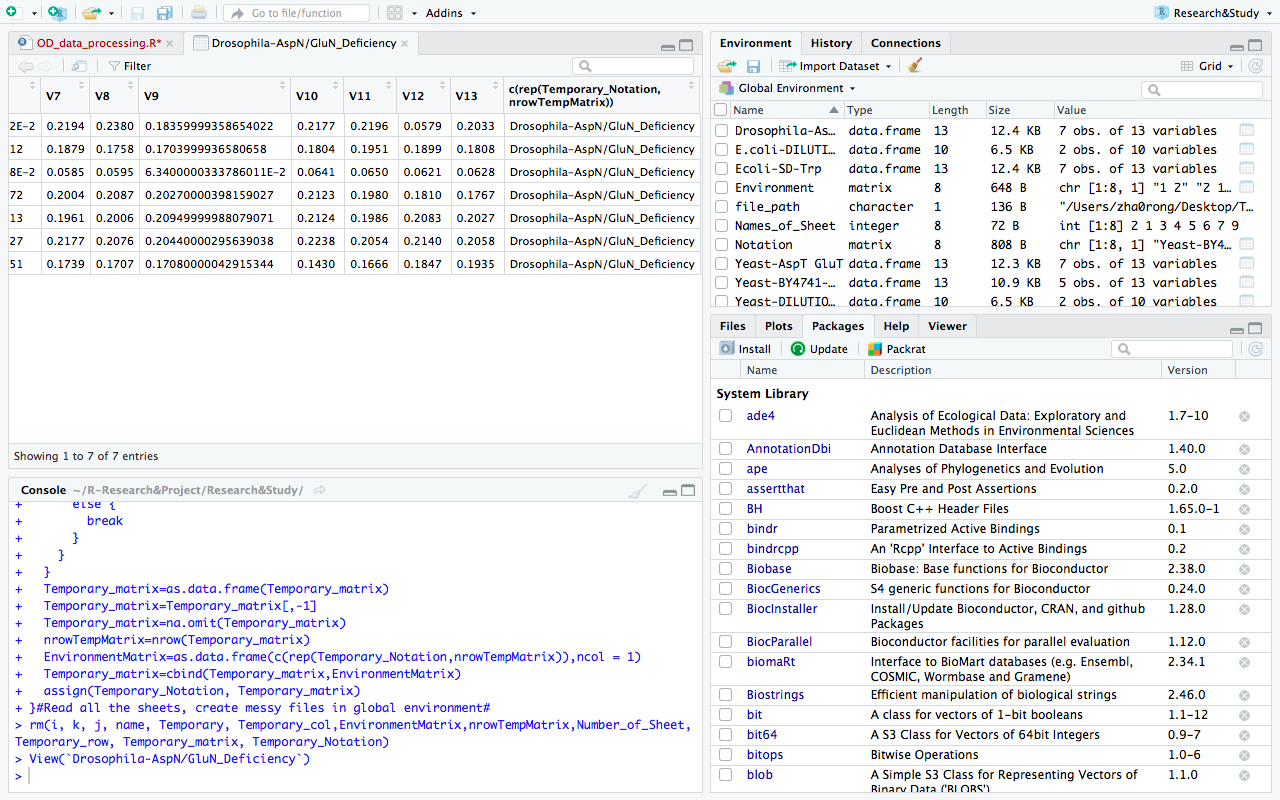 Go to file/function
Addins
Research&Study
OD_data_processing.R*
Drosophila-AspN/GluN_Deficiency
Filter
V7 V8 V9 V10 V11 V12 V13 c(rep(Temporary_Notation, nrowTempMatrix))
2E-2 0.2194 0.2380 0.18359999358654022 0.2177 0.2196 0.0579 0.2033 Drosophila-AspN/GluN_Deficiency
12 0.1879 0.1758 0.1703999936580658 0.1804 0.1951 0.1899 0.1808 Drosophila-AspN/GluN_Deficiency
8E-2 0.0585 0.0595 6.3400000333786011E-2 0.0641 0.0650 0.0621 0.0628 Drosophila-AspN/GluN_Deficiency
72 0.2004 0.2087 0.20270000398159027 0.2123 0.1980 0.1810 0.1767 Drosophila-AspN/GluN_Deficiency
13 0.1961 0.2006 0.20949999988079071 0.2124 0.1986 0.2083 0.2027 Drosophila-AspN/GluN_Deficiency
27 0.2177 0.2076 0.20440000295639038 0.2238 0.2054 0.2140 0.2058 Drosophila-AspN/GluN_Deficiency
51 0.1739 0.1707 0.17080000042915344 0.1430 0.1666 0.1847 0.1935 Drosophila-AspN/GluN_Deficiency
Showing 1 to 7 of 7 entries
Console ~/R-Research&Project/Research&Study/
+ else {
+ break
+ }
+ }
+ }
+ Temporary_matrix=as.data.frame(Temporary_matrix)
+ Temporary_matrix=Temporary_matrix[,-1]
+ Temporary_matrix=na.omit(Temporary_matrix)
+ nrowTempMatrix=nrow(Temporary_matrix)
+ EnvironmentMatrix=as.data.frame(c(rep(Temporary_Notation,nrowTempMatrix)),ncol = 1)
+ Temporary_matrix=cbind(Temporary_matrix,EnvironmentMatrix)
+ assign(Temporary_Notation, Temporary_matrix)
+ }#Read all the sheets, create messy files in global environment#
> rm(i, k, j, name, Temporary, Temporary_col,EnvironmentMatrix,nrowTempMatrix,Number_of_Sheet,
Temporary_row, Temporary_matrix, Temporary_Notation)
> View(`Drosophila-AspN/GluN_Deficiency`)
>
Environment History Connections
Import Dataset Grid
Global Environment
Name Type Length Size Value
Drosophila-As… data.frame 13 12.4 KB 7 obs. of 13 variables
E.coli-DILUTI… data.frame 10 6.5 KB 2 obs. of 10 variables
Ecoli-SD-Trp data.frame 13 12.4 KB 7 obs. of 13 variables
Environment matrix 8 648 B chr [1:8, 1] "1 2" "2 1…
file_path character 1 136 B "/Users/zha0rong/Desktop/T…
Names_of_Sheet integer 8 72 B int [1:8] 2 1 3 4 5 6 7 9
Notation matrix 8 808 B chr [1:8, 1] "Yeast-BY4…
Yeast-AspT GluT data.frame 13 12.3 KB 7 obs. of 13 variables
Yeast-BY4741-… data.frame 13 10.9 KB 5 obs. of 13 variables
Yeast-DILUTIO… data.frame 10 6.5 KB 2 obs. of 10 variables
Files Plots Packages Help Viewer
Install Update Packrat
Name Description Version
System Library
ade4 Analysis of Ecological Data: Exploratory and 1.7-10
Euclidean Methods in Environmental Sciences
AnnotationDbi Annotation Database Interface 1.40.0
ape Analyses of Phylogenetics and Evolution 5.0
assertthat Easy Pre and Post Assertions 0.2.0
BH Boost C++ Header Files 1.65.0-1
bindr Parametrized Active Bindings 0.1
bindrcpp An 'Rcpp' Interface to Active Bindings 0.2
Biobase Biobase: Base functions for Bioconductor 2.38.0
BiocGenerics S4 generic functions for Bioconductor 0.24.0
BiocInstaller Install/Update Bioconductor, CRAN, and github 1.28.0
Packages
BiocParallel Bioconductor facilities for parallel evaluation 1.12.0
biomaRt Interface to BioMart databases (e.g. Ensembl, 2.34.1
COSMIC, Wormbase and Gramene)
Biostrings Efficient manipulation of biological strings 2.46.0
bit A class for vectors of 1-bit booleans 1.1-12
bit64 A S3 Class for Vectors of 64bit Integers 0.9-7
bitops Bitwise Operations 1.0-6
blob A Simple S3 Class for Representing Vectors of 1.1.0
Binary Data ('BLOBS')